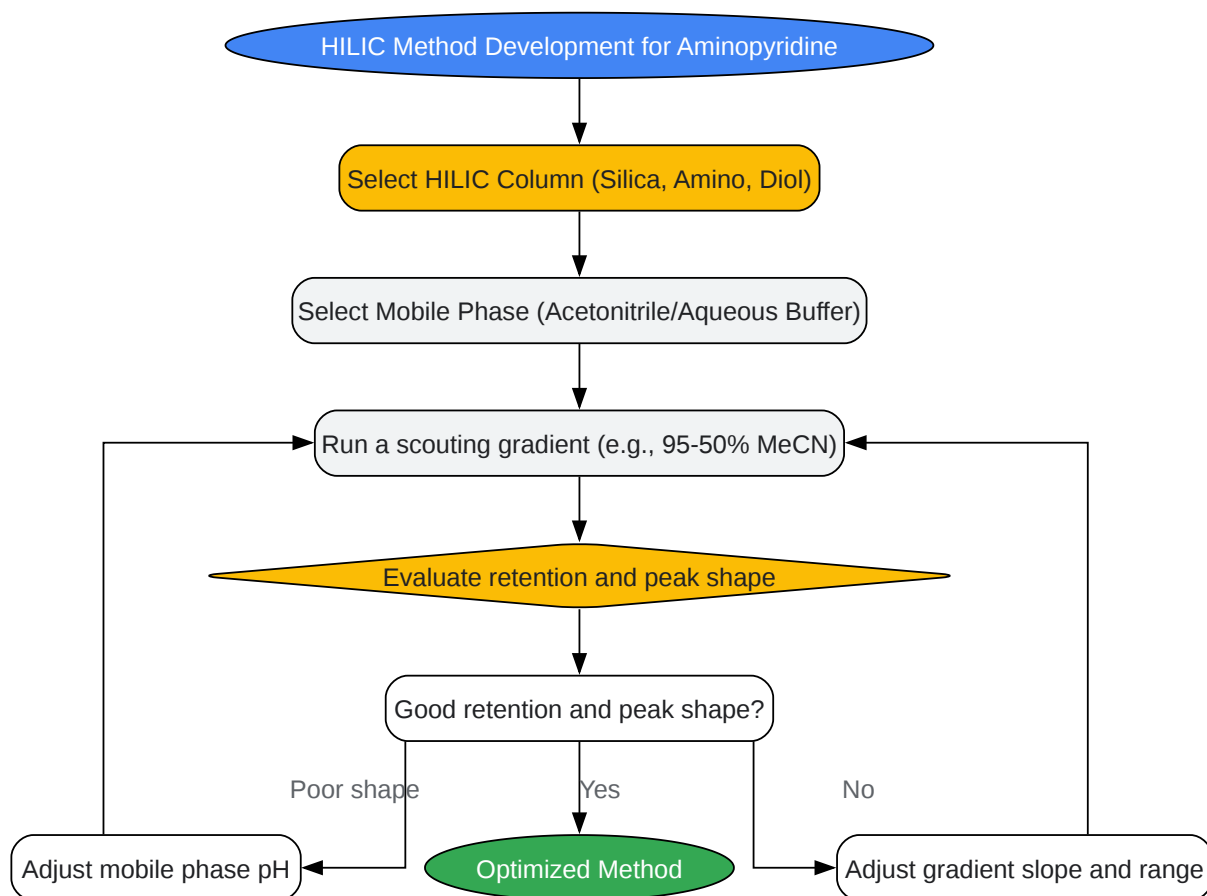 HILIC Method Development for Aminopyridine
Select HILIC Column (Silica, Amino, Diol)
Select Mobile Phase (Acetonitrile/Aqueous Buffer)
Run a scouting gradient (e.g., 95-50% MeCN)
Evaluate retention and peak shape
Good retention and peak shape?
Poor shape
Yes
No
Adjust mobile phase pH
Optimized Method
Adjust gradient slope and range